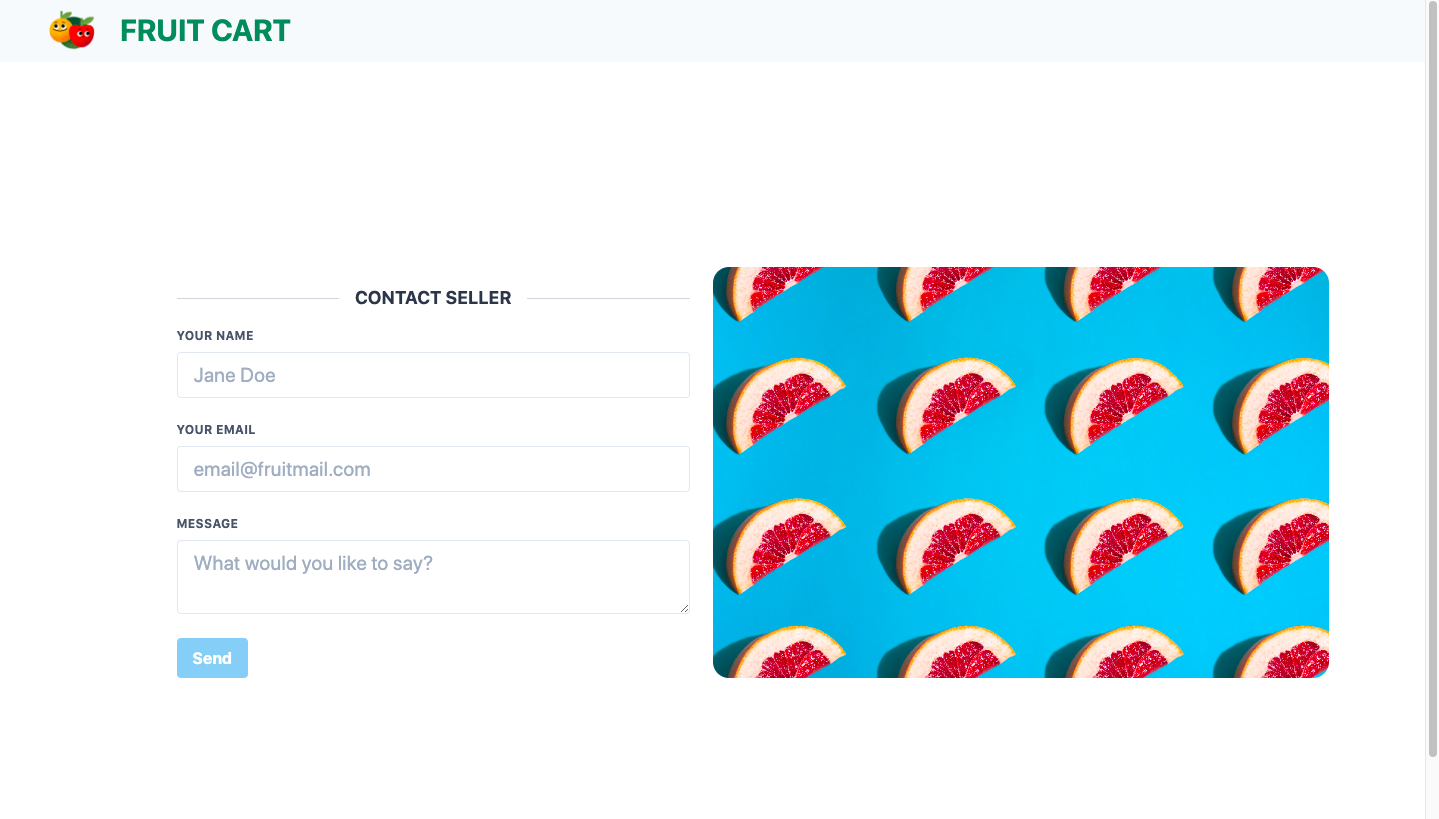 FRUIT CART
CONTACT SELLER
YOUR NAME
Jane Doe
YOUR EMAIL
email@fruitmail.com
MESSAGE
What would you like to say?
Send